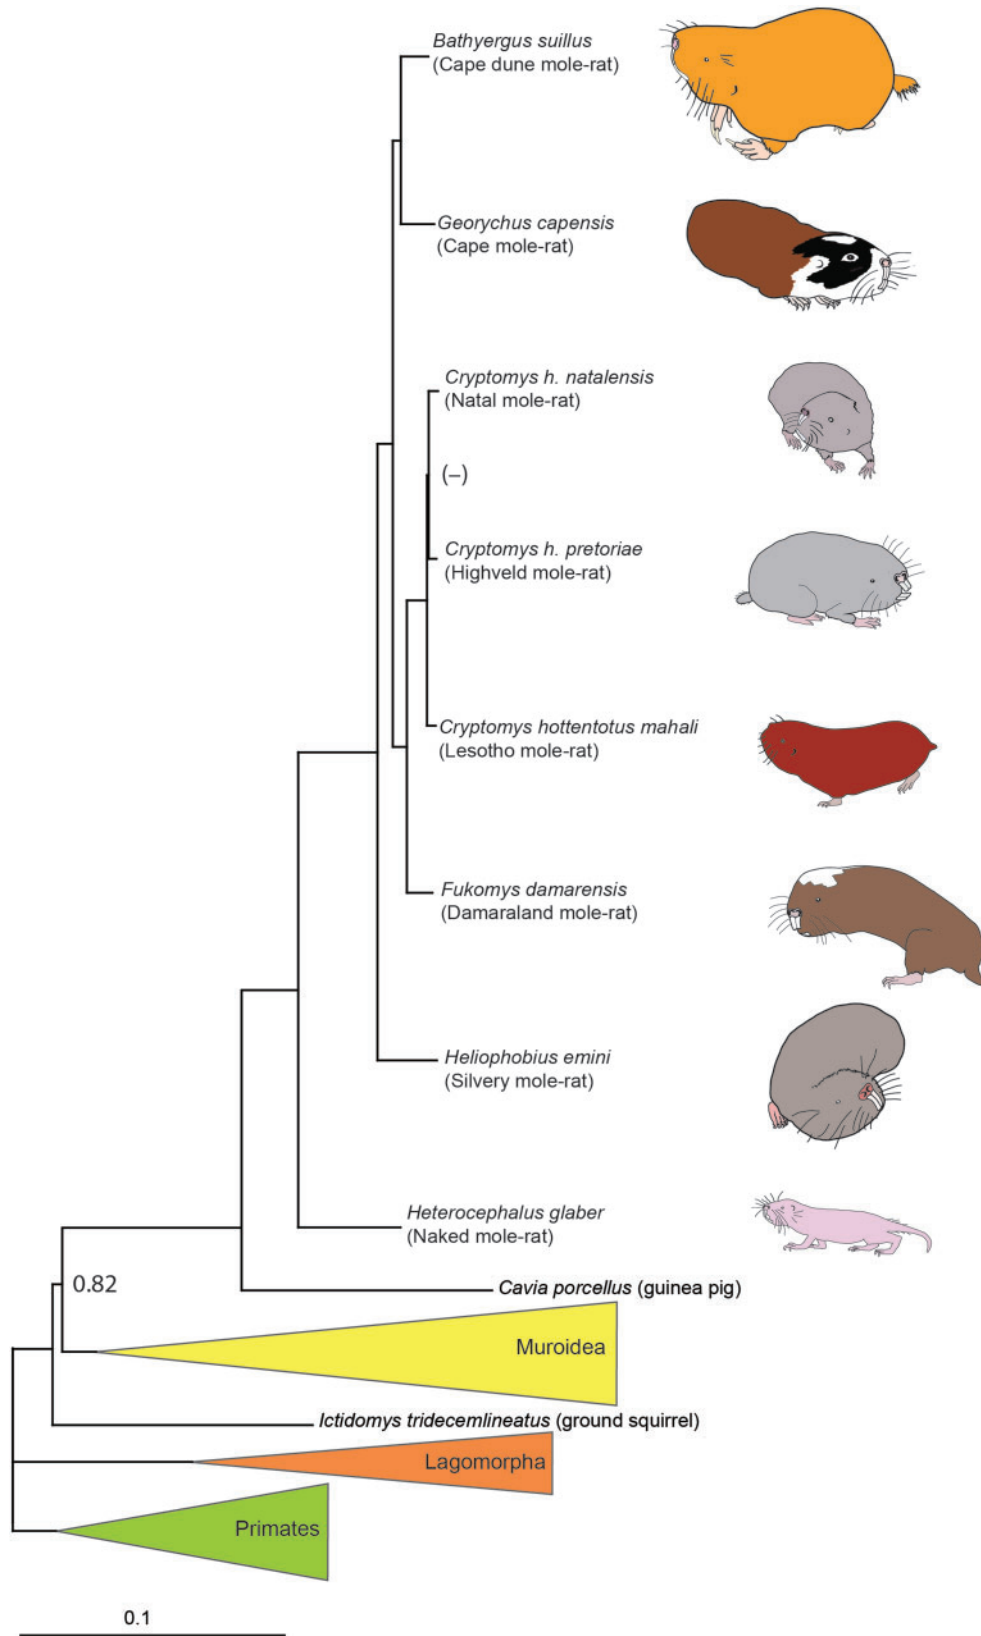 Bathyergus suillus
(Cape dune mole-rat)
Georychus capensis
(Cape mole-rat)
Cryptomys h. natalensis
(Natal mole-rat)
(–)
Cryptomys h. pretoriae
(Highveld mole-rat)
Cryptomys hottentotus mahali
(Lesotho mole-rat)
Fukomys damarensis
(Damaraland mole-rat)
Heliophobius emini
(Silvery mole-rat)
Heterocephalus glaber
(Naked mole-rat)
0.82
Cavia porcellus (guinea pig)
Muroidea
Ictidomys tridecemlineatus (ground squirrel)
Lagomorpha
Primates
0.1